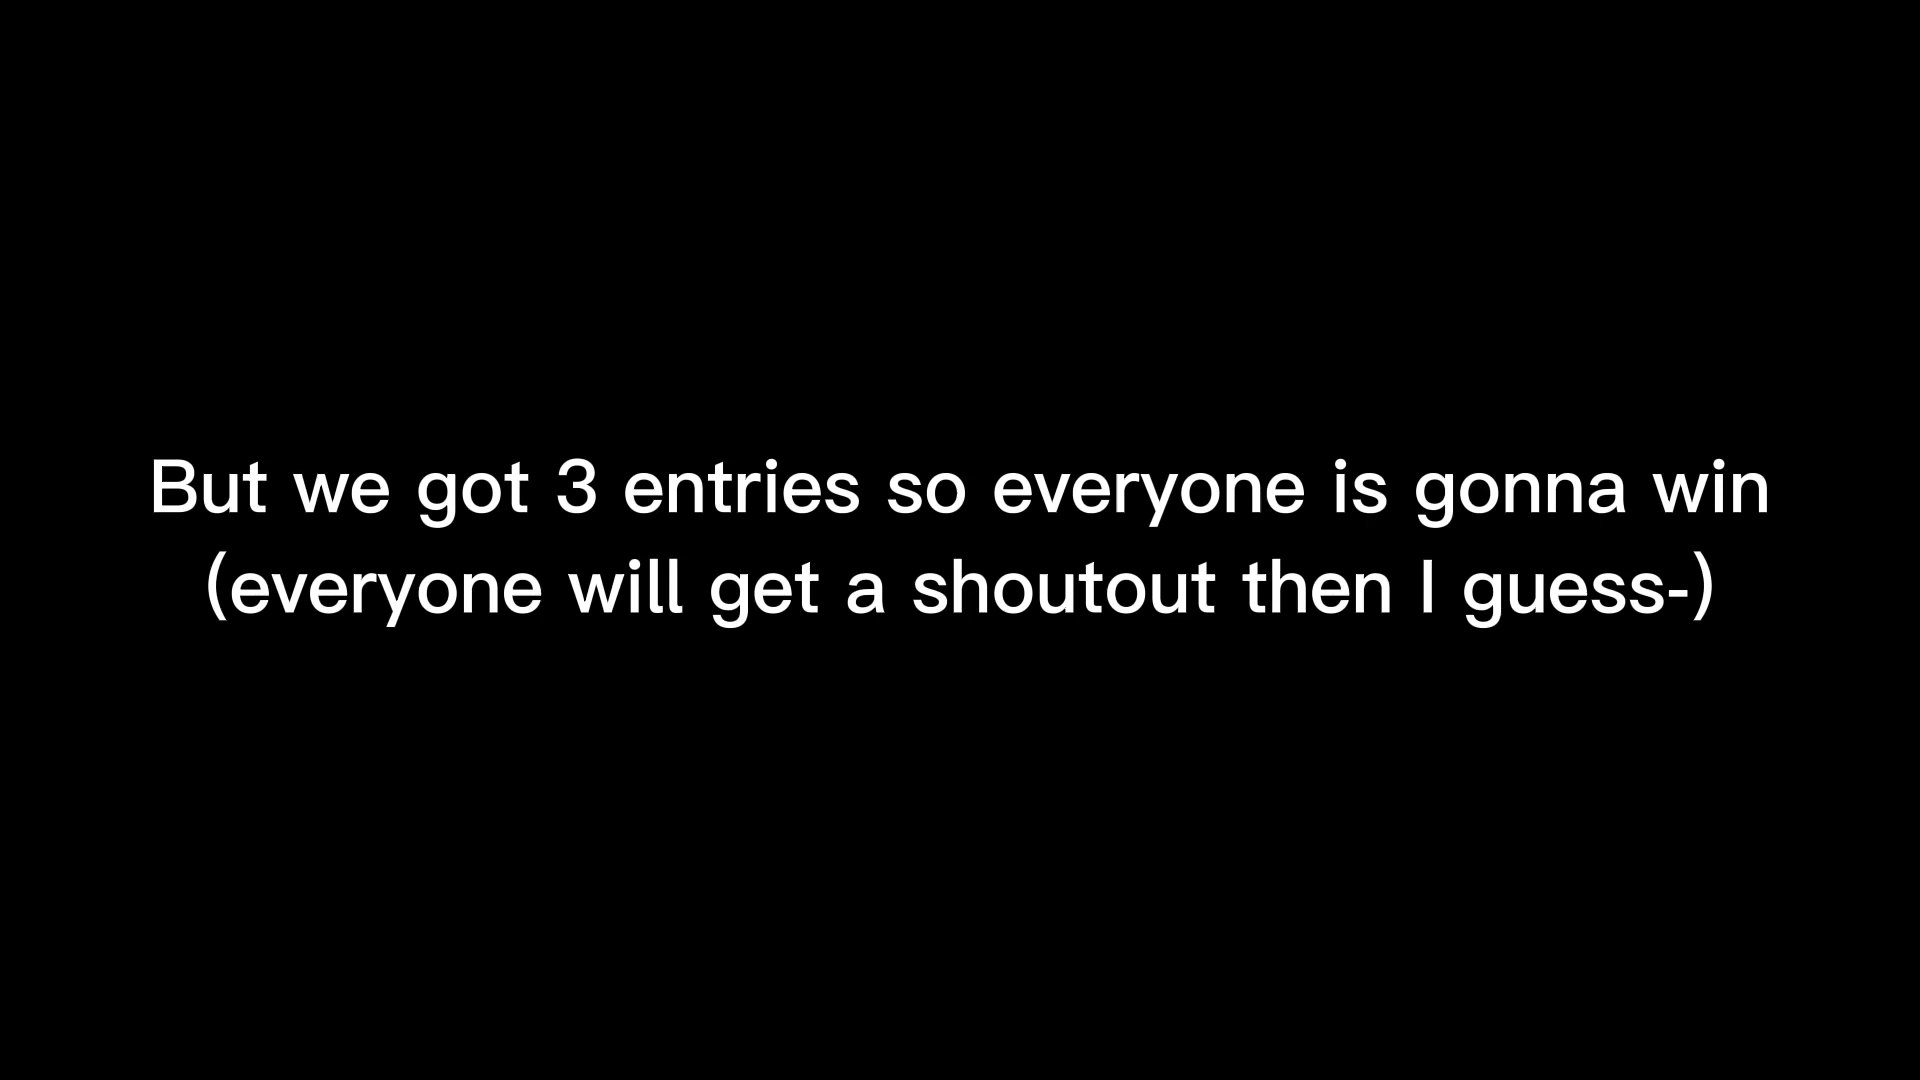 But we got 3 entries so everyone is gonna win
(everyone will get a shoutout then I guess-)